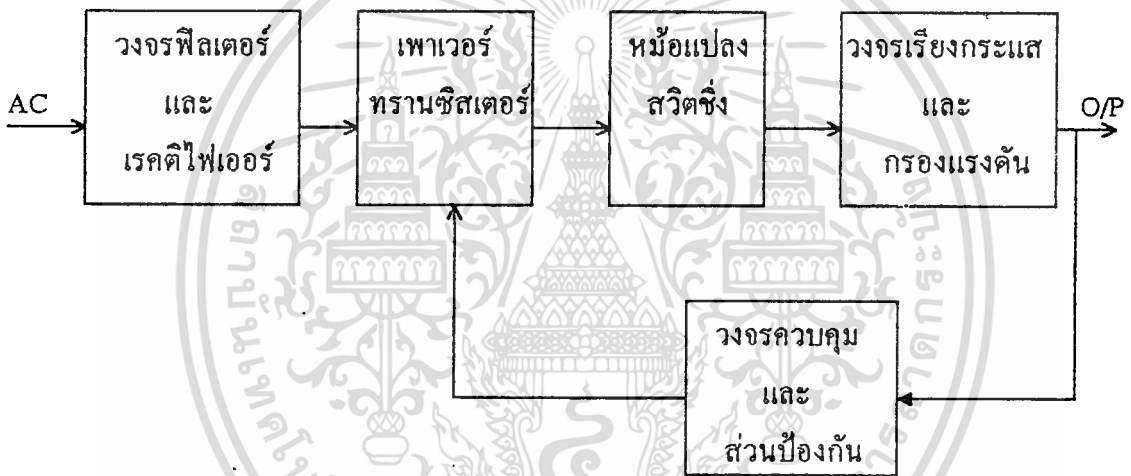 AC
วงจรฟิลเตอร์
และ
เรคติไฟเออร์
เพาเวอร์
ทรานซิสเตอร์
หม้อแปลง
สวิตชิ่ง
วงจรเรียงกระแส
และ
กรองแรงดัน
O/P
วงจรควบคุม
และ
ส่วนป้องกัน